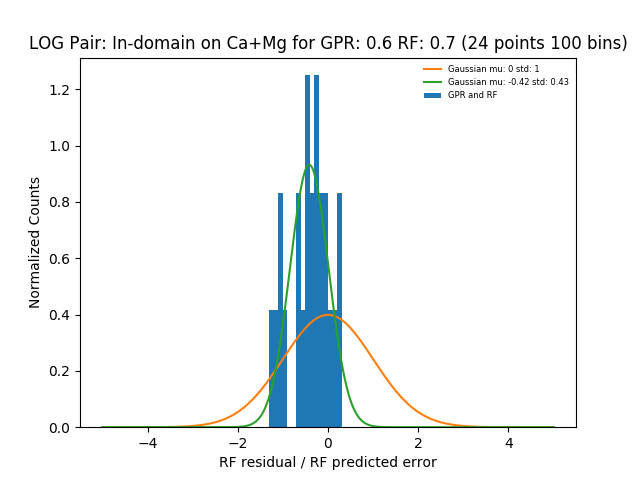 LOG Pair: In-domain on Ca+Mg for GPR: 0.6 RF: 0.7 (24 points 100 bins)
Gaussian mu: 0 std: 1
Gaussian mu: -0.42 std: 0.43
GPR and RF
Normalized Counts
1.2
1.0
0.8
0.6
0.4
0.2
0.0
−4 −2 0 2 4
RF residual / RF predicted error